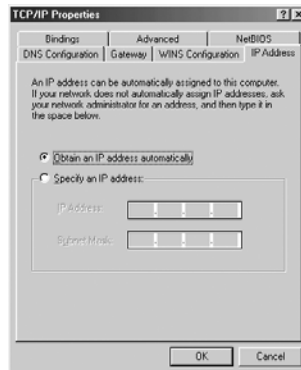 TCP/IP Properties
Bindings Advanced NetBIOS
DNS Configuration Gateway WINS Configuration IP Address
An IP address can be automatically assigned to this computer.
If your network does not automatically assign IP addresses, ask
your network administrator for an address, and then type it in
the space below.
Obtain an IP address automatically
Specify an IP address:
IP Address:
Subnet Mask:
OK Cancel